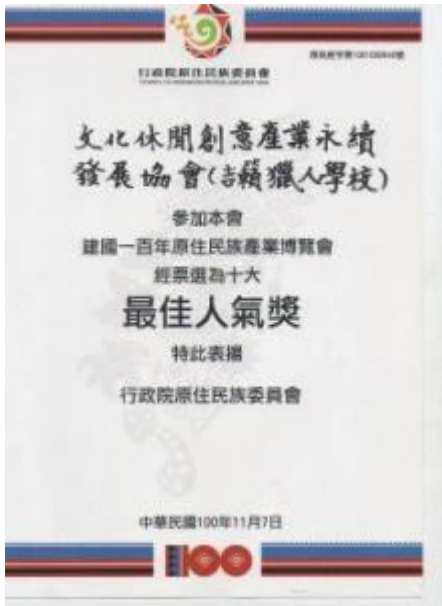 行政院原住民族委員會
文化休閒創意產業永續
發展協會(吉籟獵人學校)
參加本會
建國一百年原住民族產業博覽會
經票選為十大
最佳人氣獎
特此表揚
行政院原住民族委員會
中華民國100年11月7日
100